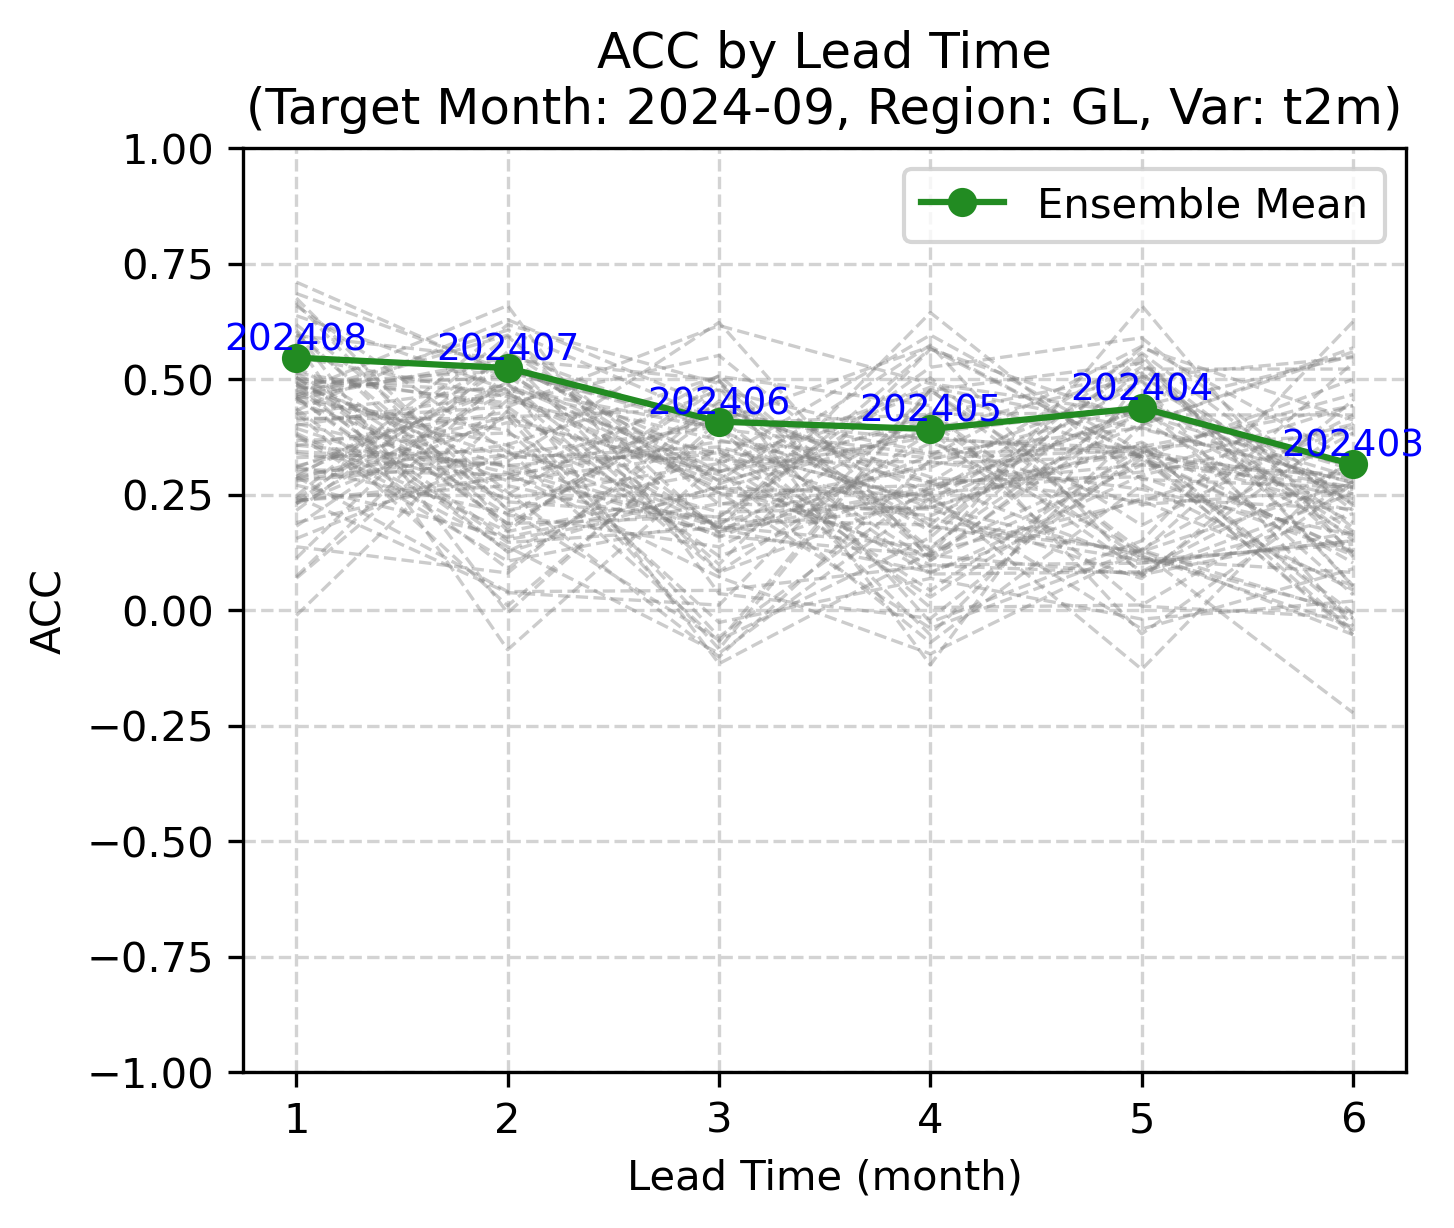 ACC by Lead Time
(Target Month: 2024-09, Region: GL, Var: t2m)
1.00
0.75
0.50
0.25
0.00
−0.25
−0.50
−0.75
−1.00
ACC
Ensemble Mean
202408
202407
202406
202405
202404
202403
1 2 3 4 5 6
Lead Time (month)